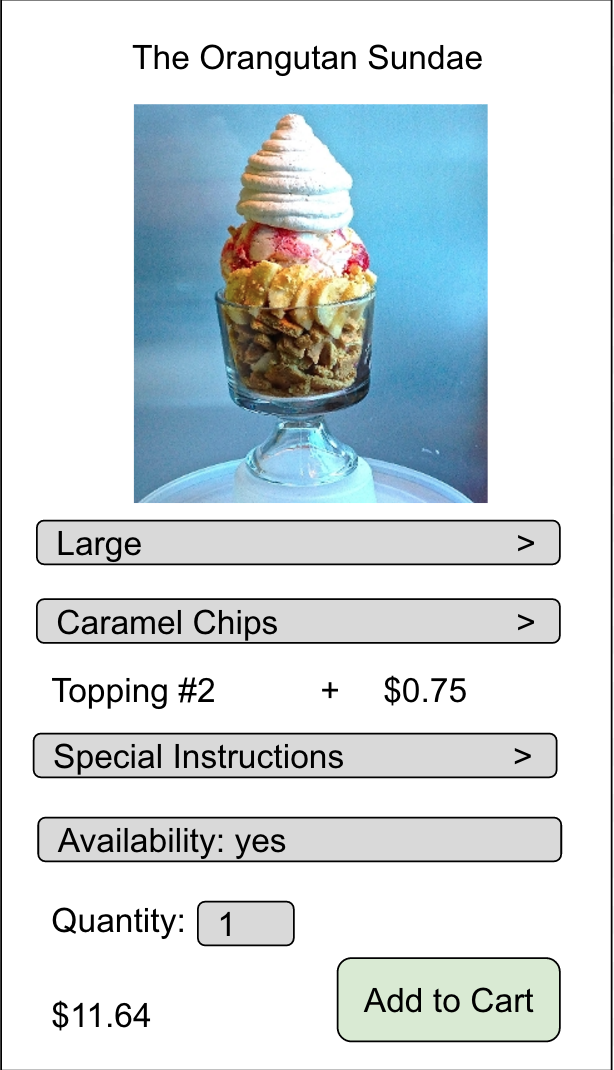 The Orangutan Sundae
Large >
Caramel Chips >
Topping #2 + $0.75
Special Instructions >
Availability: yes
Quantity: 1
$11.64
Add to Cart